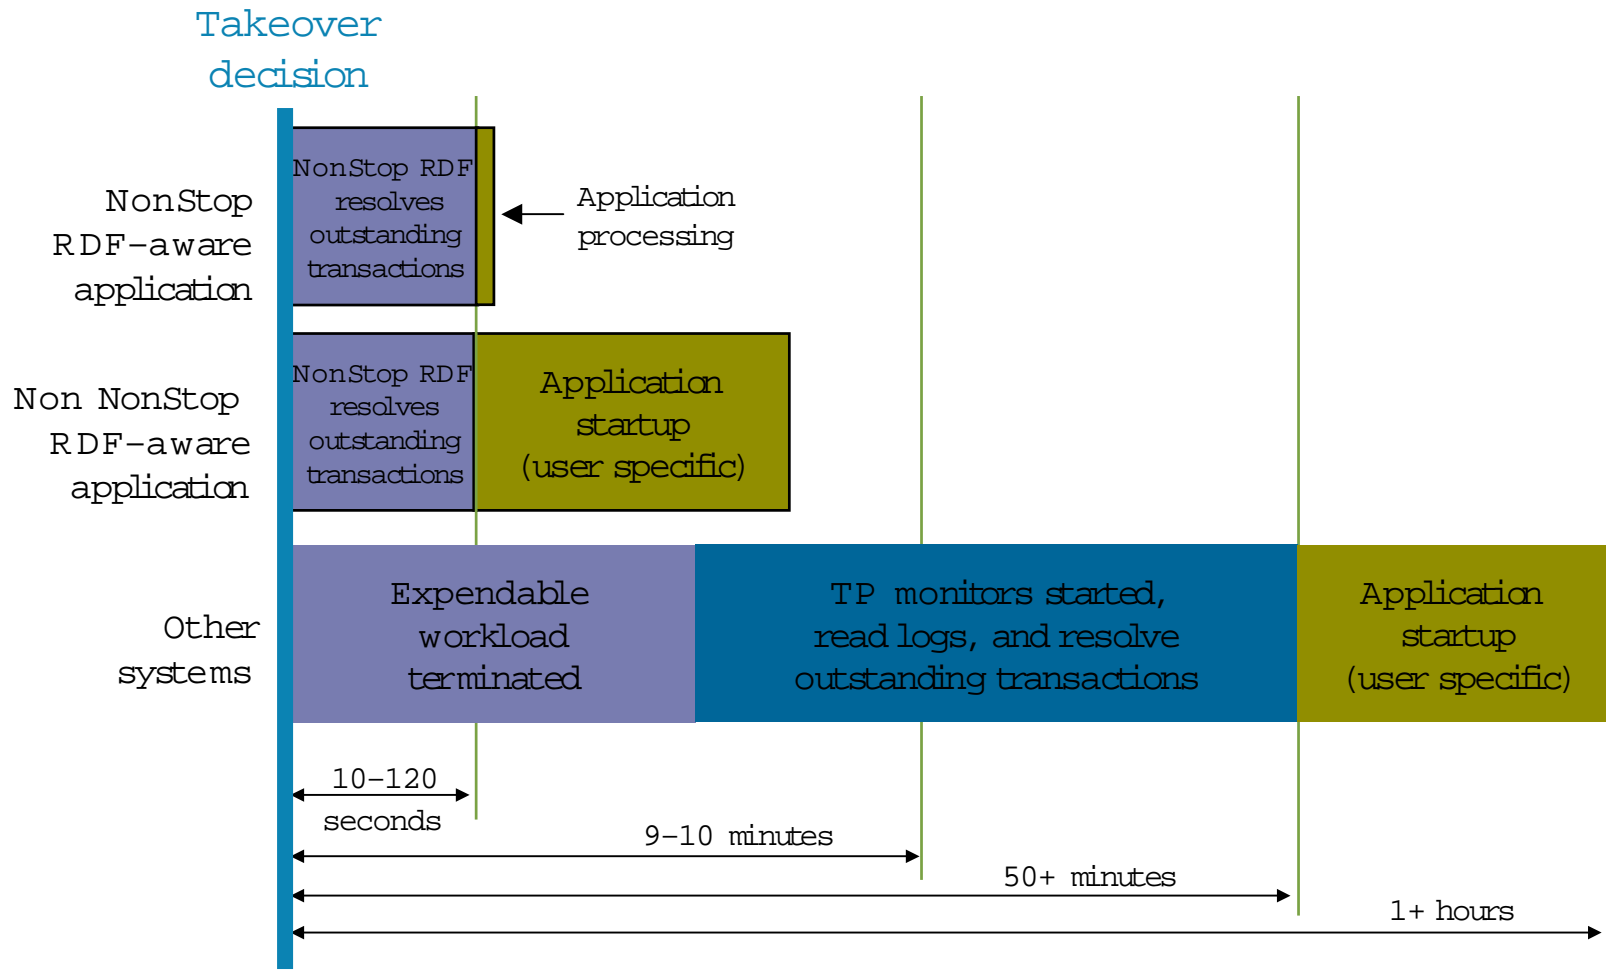 Takeover
decision
NonStop
RDF-aware
application
NonStop RDF
resolves
outstanding
transactions
Application
processing
Non NonStop
RDF-aware
application
NonStop RDF
resolves
outstanding
transactions
Application
startup
(user specific)
Other
systems
Expendable
workload
terminated
TP monitors started,
read logs, and resolve
outstanding transactions
Application
startup
(user specific)
10-120
seconds
9-10 minutes
50+ minutes
1+ hours